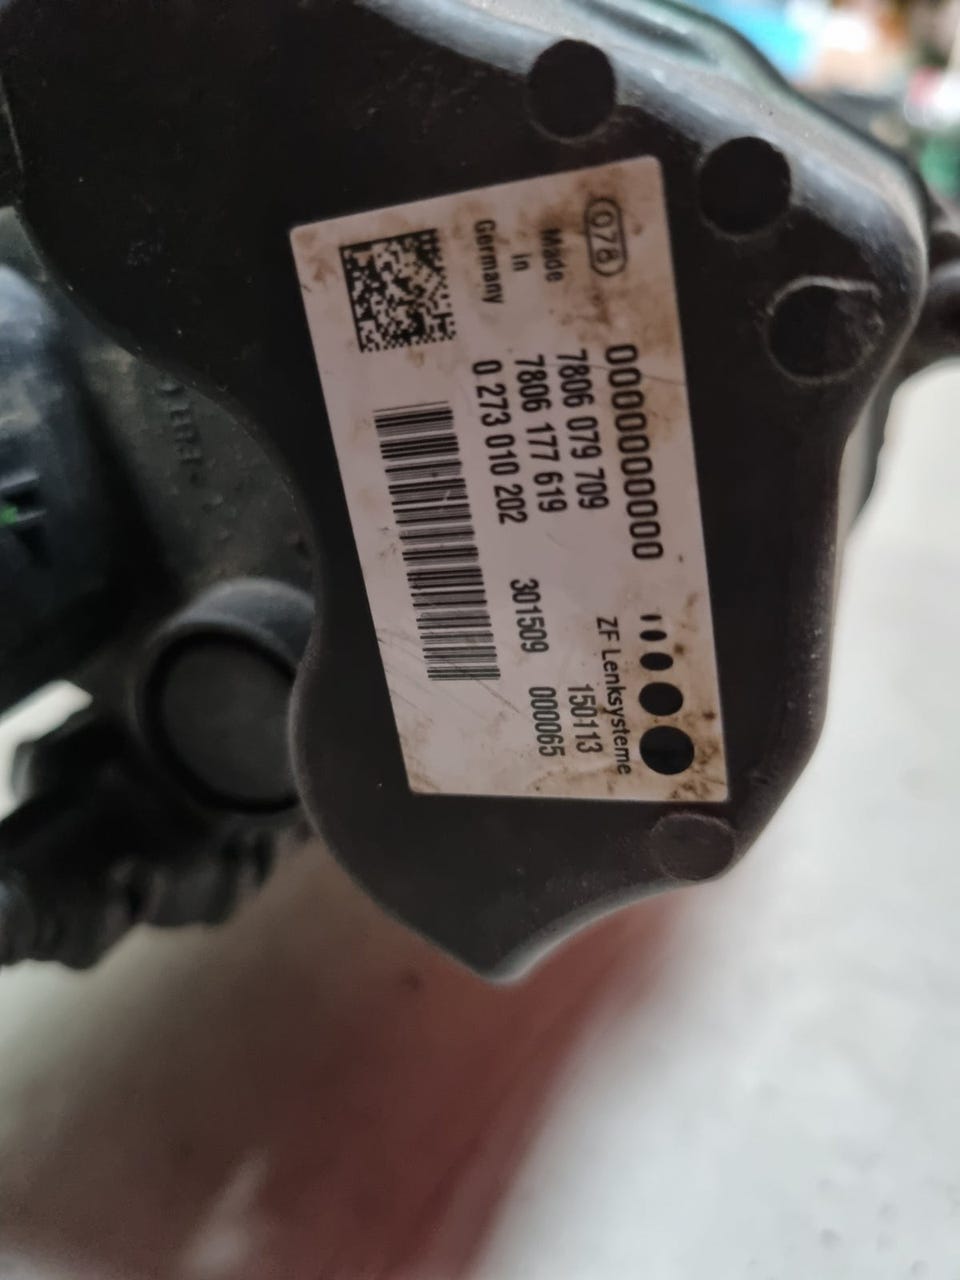 078
Made
in
Germany
0000000000
7806 079 709
7806 177 619
0 273 010 202
301509
ZF Lenksysteme
150113
000065